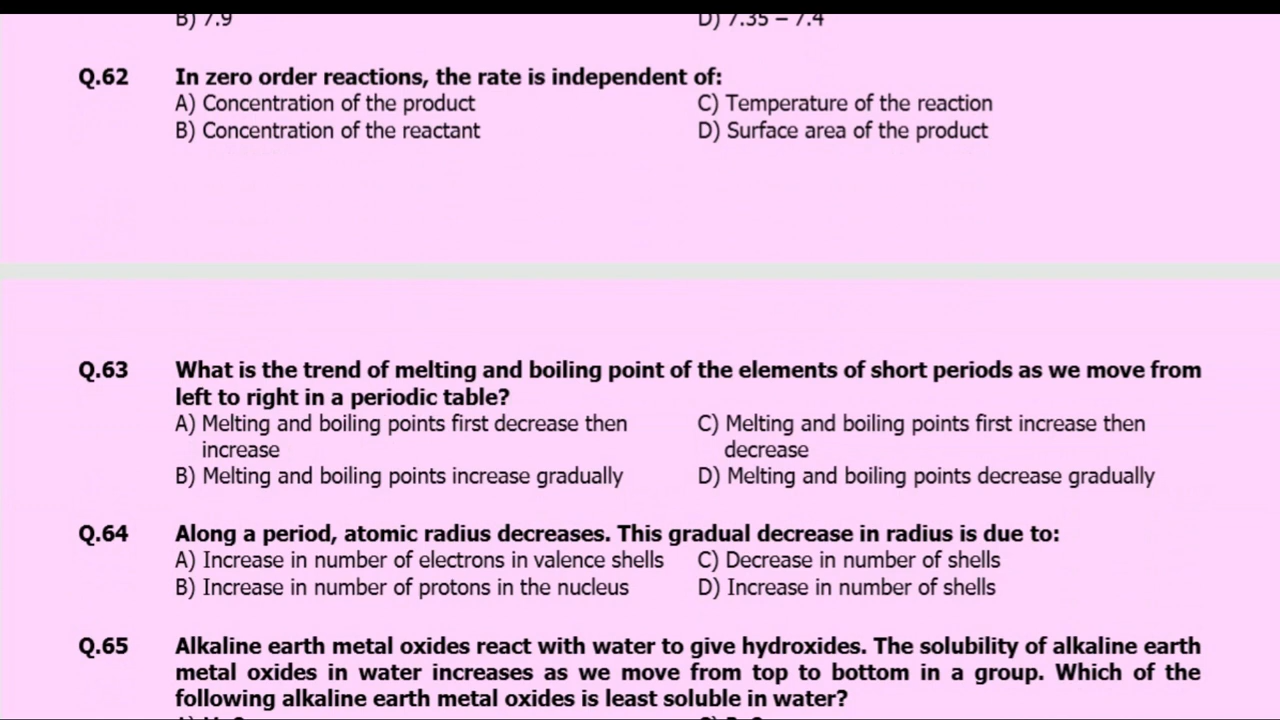 B) 7.9 D) 7.35 – 7.4
Q.62 In zero order reactions, the rate is independent of:
A) Concentration of the product C) Temperature of the reaction
B) Concentration of the reactant D) Surface area of the product
Q.63 What is the trend of melting and boiling point of the elements of short periods as we move from
left to right in a periodic table?
A) Melting and boiling points first decrease then C) Melting and boiling points first increase then
increase decrease
B) Melting and boiling points increase gradually D) Melting and boiling points decrease gradually
Q.64 Along a period, atomic radius decreases. This gradual decrease in radius is due to:
A) Increase in number of electrons in valence shells C) Decrease in number of shells
B) Increase in number of protons in the nucleus D) Increase in number of shells
Q.65 Alkaline earth metal oxides react with water to give hydroxides. The solubility of alkaline earth
metal oxides in water increases as we move from top to bottom in a group. Which of the
following alkaline earth metal oxides is least soluble in water?